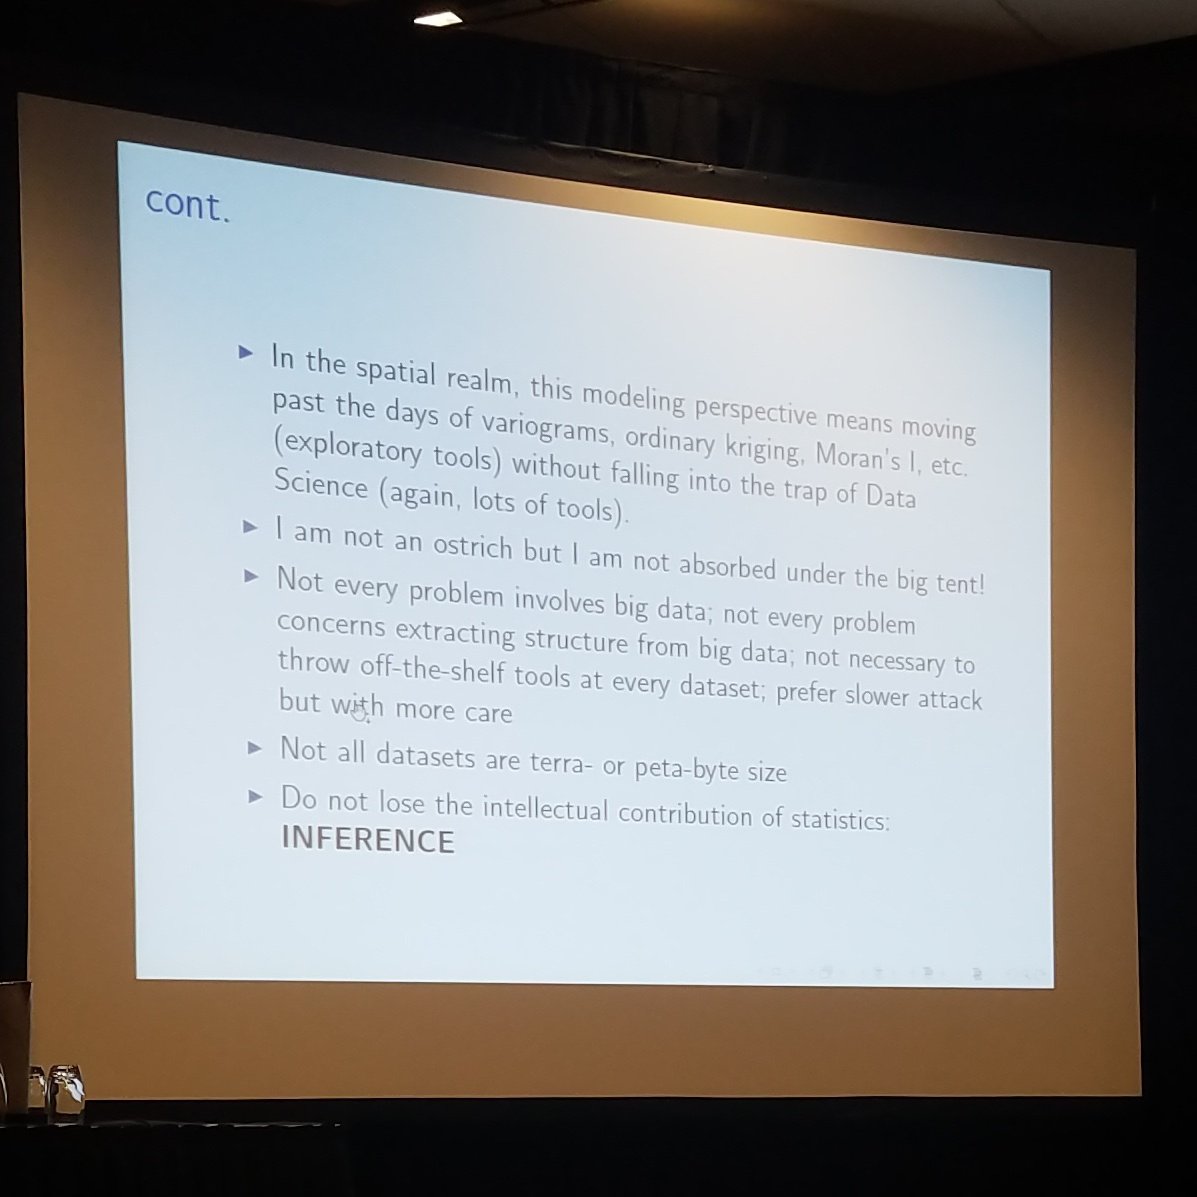 cont.
▶ In the spatial realm, this modeling perspective means moving
past the days of variograms, ordinary kriging, Moran's I, etc.
(exploratory tools) without falling into the trap of Data
Science (again, lots of tools).
▶ I am not an ostrich but I am not absorbed under the big tent!
▶ Not every problem involves big data; not every problem
concerns extracting structure from big data; not necessary to
throw off-the-shelf tools at every dataset; prefer slower attack
but with more care
▶ Not all datasets are terra- or peta-byte size
▶ Do not lose the intellectual contribution of statistics:
INFERENCE